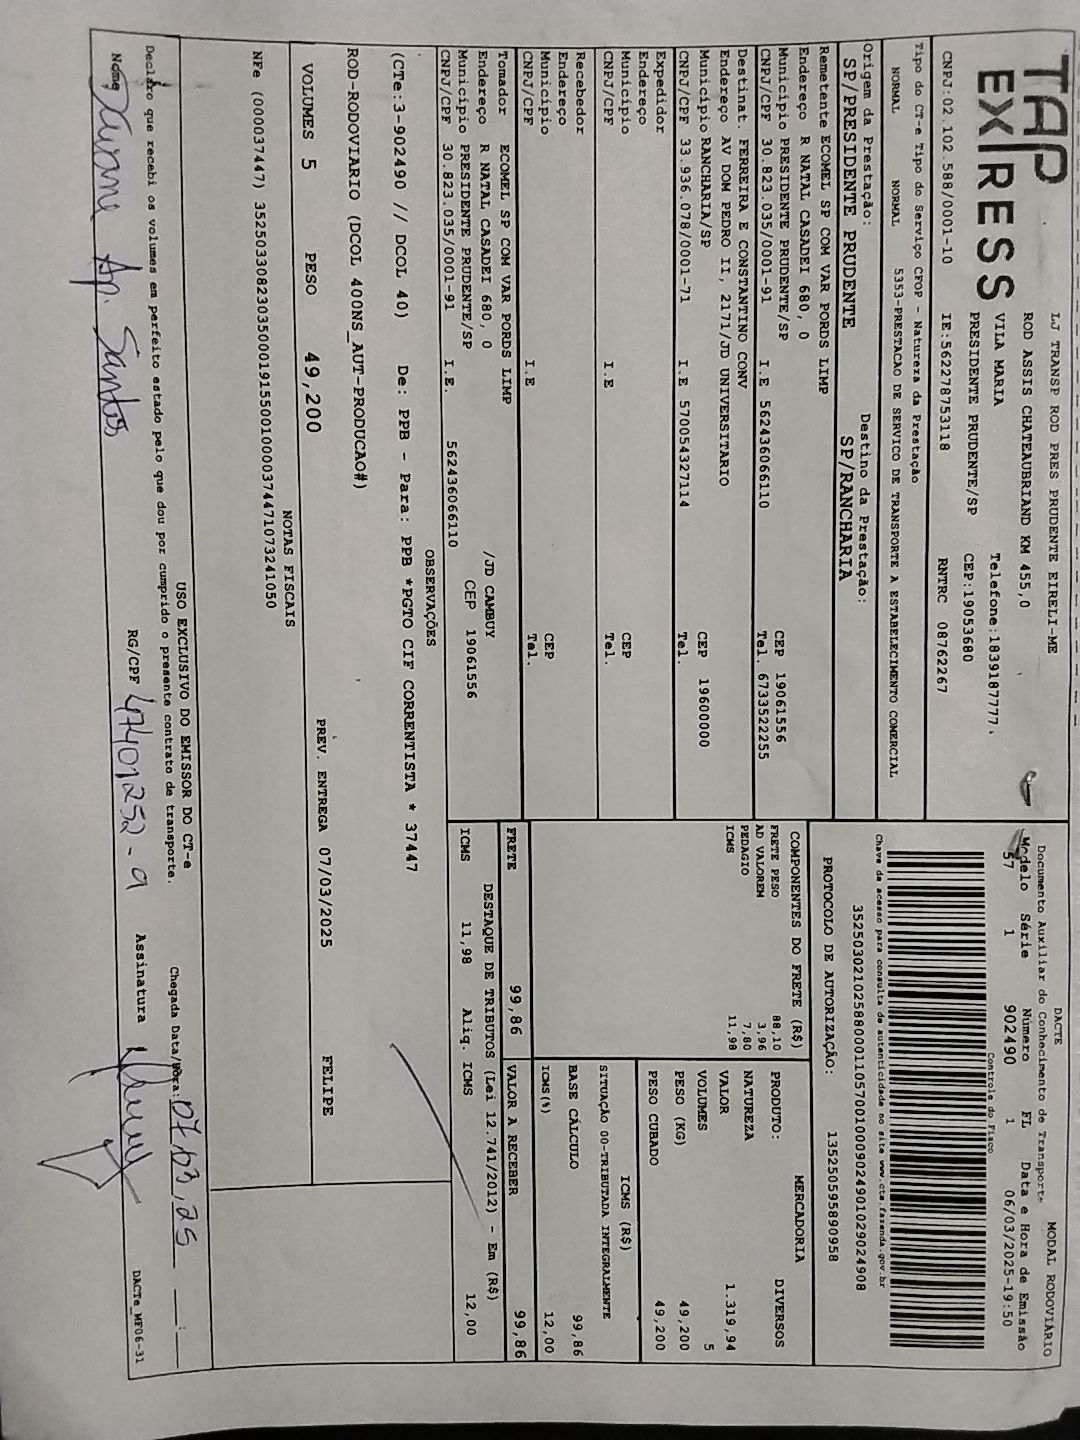 TAP
EXPRESS
LJ TRANSP ROD PRES PRUDENTE EIRELI-ME
ROD ASSIS CHATEAUBRIAND KM 455,0
VILA MARIA Telefone:1839187777.
PRESIDENTE PRUDENTE/SP CEP:19053680
CNPJ:02.102.588/0001-10 IE:562278753118 RNTRC 08762267
Tipo do CT-e Tipo do Serviço CFOP - Natureza da Prestação
NORMAL NORMAL 5353-PRESTACAO DE SERVICO DE TRANSPORTE A ESTABELECIMENTO COMERCIAL
Origem da Prestação: Destino da Prestação:
SP/PRESIDENTE PRUDENTE SP/RANCHARIA
Remetente ECOMEL SP COM VAR PORDS LIMP
Endereço R NATAL CASADEI 680, 0
Município PRESIDENTE PRUDENTE/SP CEP 19061556
CNPJ/CPF 30.823.035/0001-91 I.E 562436066110 Tel. 6733522255
Destinat. FERREIRA E CONSTANTINO CONV
Endereço AV DOM PEDRO II, 2171/JD UNIVERSITARIO
Município RANCHARIA/SP CEP 19600000
CNPJ/CPF 33.936.078/0001-71 I.E 570054327114 Tel.
Expedidor
Endereço
Município CEP
CNPJ/CPF I.E Tel.
Recebedor
Endereço
Município CEP
CNPJ/CPF I.E Tel.
Tomador ECOMEL SP COM VAR PORDS LIMP
Endereço R NATAL CASADEI 680, 0 /JD CAMBUY
Município PRESIDENTE PRUDENTE/SP CEP 19061556
CNPJ/CPF 30.823.035/0001-91 I.E. 562436066110
DACTE MODAL RODOVIÁRIO
Documento Auxiliar do Conhecimento de Transporte
Modelo Série Número FL Data e Hora de Emissão
57 1 902490 1 06/03/2025-19:50
Controle do Fisco
Chave de acesso para consulta de autenticidade no site www.cte.fazenda.gov.br
35250302102588000110570010009024901029024908
PROTOCOLO DE AUTORIZAÇÃO: 135250595890958
COMPONENTES DO FRETE (R$)
FRETE PESO 88,10
AD VALOREM 3,96
PEDAGIO 7,80
ICMS 11,98
MERCADORIA
PRODUTO: DIVERSOS
NATUREZA
VALOR 1.319,94
VOLUMES 5
PESO (KG) 49,200
PESO CUBADO 49,200
ICMS (R$)
SITUAÇÃO 00-TRIBUTADA INTEGRALMENTE
BASE CÁLCULO 99,86
ICMS(%) 12,00
FRETE 99,86 VALOR A RECEBER 99,86
DESTAQUE DE TRIBUTOS (Lei 12.741/2012) - Em (R$)
ICMS 11,98 Aliq. ICMS 12,00
OBSERVAÇÕES
(CTe:3-902490 // DCOL 40) De: PPB - Para: PPB *PGTO CIF CORRENTISTA * 37447
ROD-RODOVIARIO (DCOL 400NS_AUT-PRODUCAO#)
VOLUMES 5 PESO 49,200 PREV. ENTREGA 07/03/2025 FELIPE
NOTAS FISCAIS
NFe (000037447) 35250330823035000191550010000374471073241050
USO EXCLUSIVO DO EMISSOR DO CT-e
Declaro que recebi os volumes em perfeito estado pelo que dou por cumprido o presente contrato de transporte. Chegada Data/Hora: 07/03/25 __:__
Nome Ap. Santos RG/CPF 47401252-9 Assinatura
DACTe_MF06-31